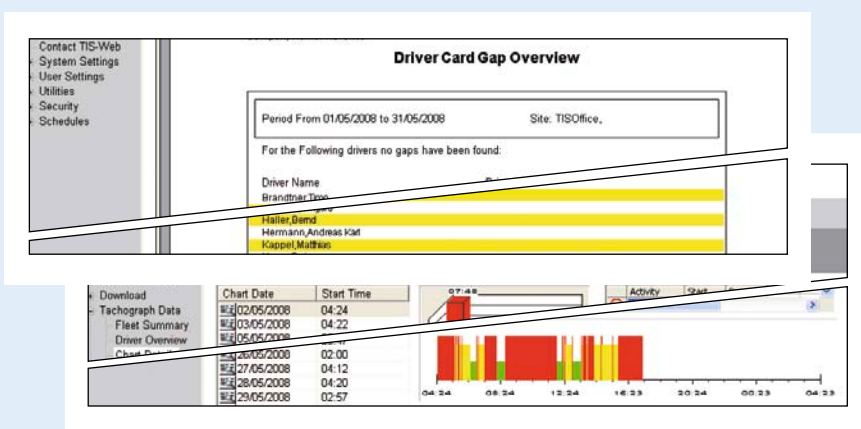 Contact TIS-Web
System Settings
User Settings
Utilities
Security
Schedules
Driver Card Gap Overview
Period From 01/05/2008 to 31/05/2008 Site: TISOffice,
For the Following drivers no gaps have been found:
Driver Name
Brandtner,Timo
Haller,Bernd
Hermann,Andreas Karl
Kappel,Matthias
Download
Tachograph Data
Fleet Summary
Driver Overview
Chart Date Start Time
02/05/2008 04:24
03/05/2008 04:22
05/05/2008
26/05/2008 02:00
27/05/2008 04:12
28/05/2008 04:20
29/05/2008 02:57
07:48
Activity Start
04:24 08:24 12:24 16:23 20:24 00:23 04:23